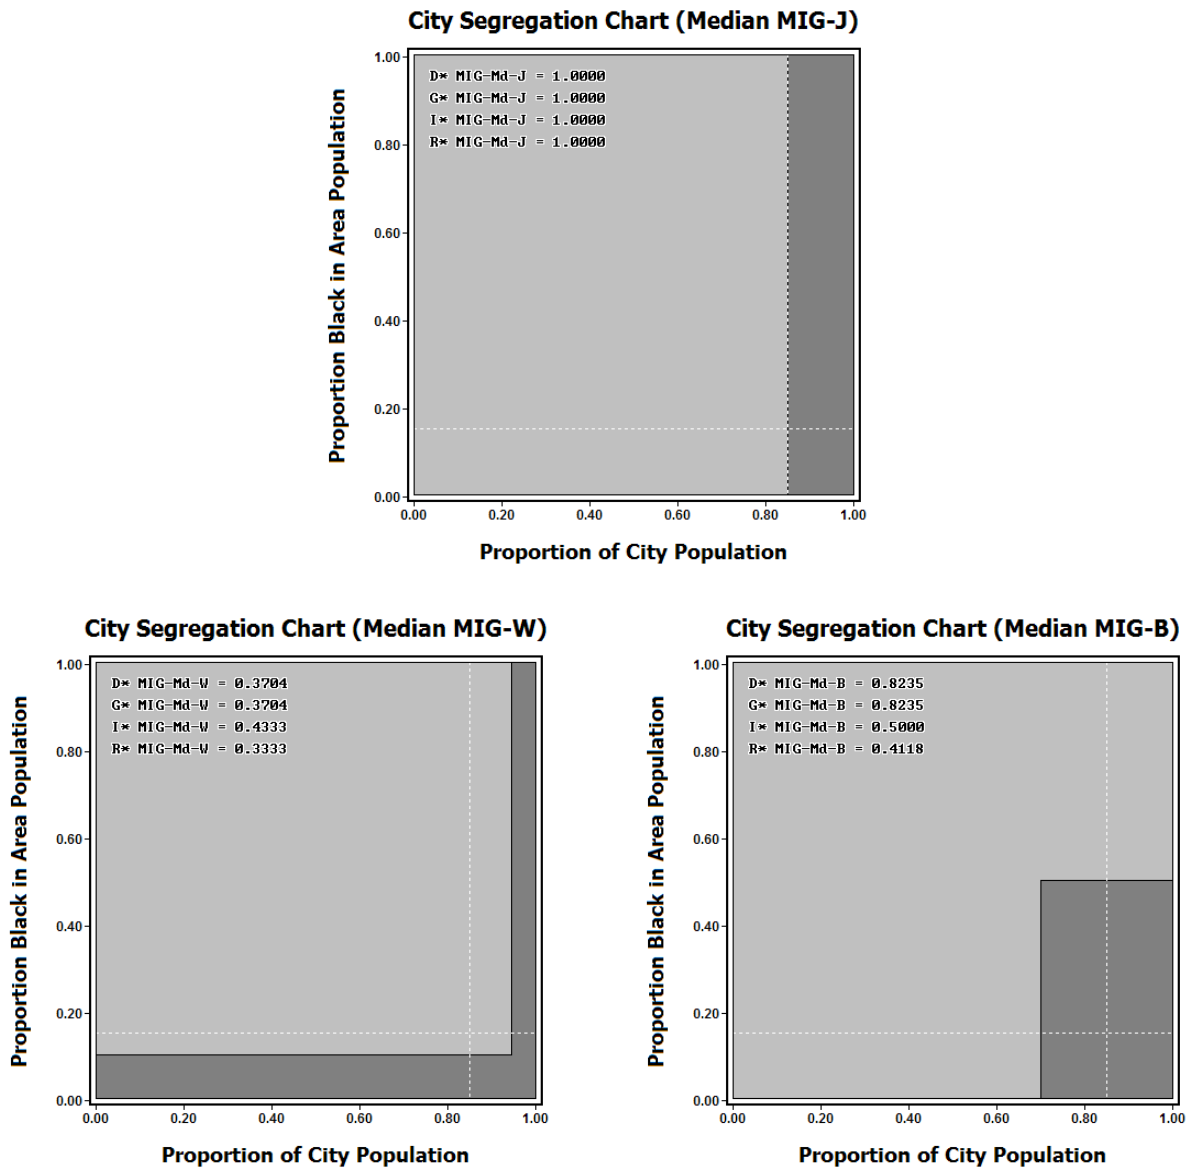 City Segregation Chart (Median MIG-J)
D* MIG-Md-J = 1.0000
G* MIG-Md-J = 1.0000
I* MIG-Md-J = 1.0000
R* MIG-Md-J = 1.0000
Proportion Black in Area Population
1.00
0.80
0.60
0.40
0.20
0.00
0.00 0.20 0.40 0.60 0.80 1.00
Proportion of City Population
City Segregation Chart (Median MIG-W)
D* MIG-Md-W = 0.3704
G* MIG-Md-W = 0.3704
I* MIG-Md-W = 0.4333
R* MIG-Md-W = 0.3333
Proportion Black in Area Population
1.00
0.80
0.60
0.40
0.20
0.00
0.00 0.20 0.40 0.60 0.80 1.00
Proportion of City Population
City Segregation Chart (Median MIG-B)
D* MIG-Md-B = 0.8235
G* MIG-Md-B = 0.8235
I* MIG-Md-B = 0.5000
R* MIG-Md-B = 0.4118
Proportion Black in Area Population
1.00
0.80
0.60
0.40
0.20
0.00
0.00 0.20 0.40 0.60 0.80 1.00
Proportion of City Population